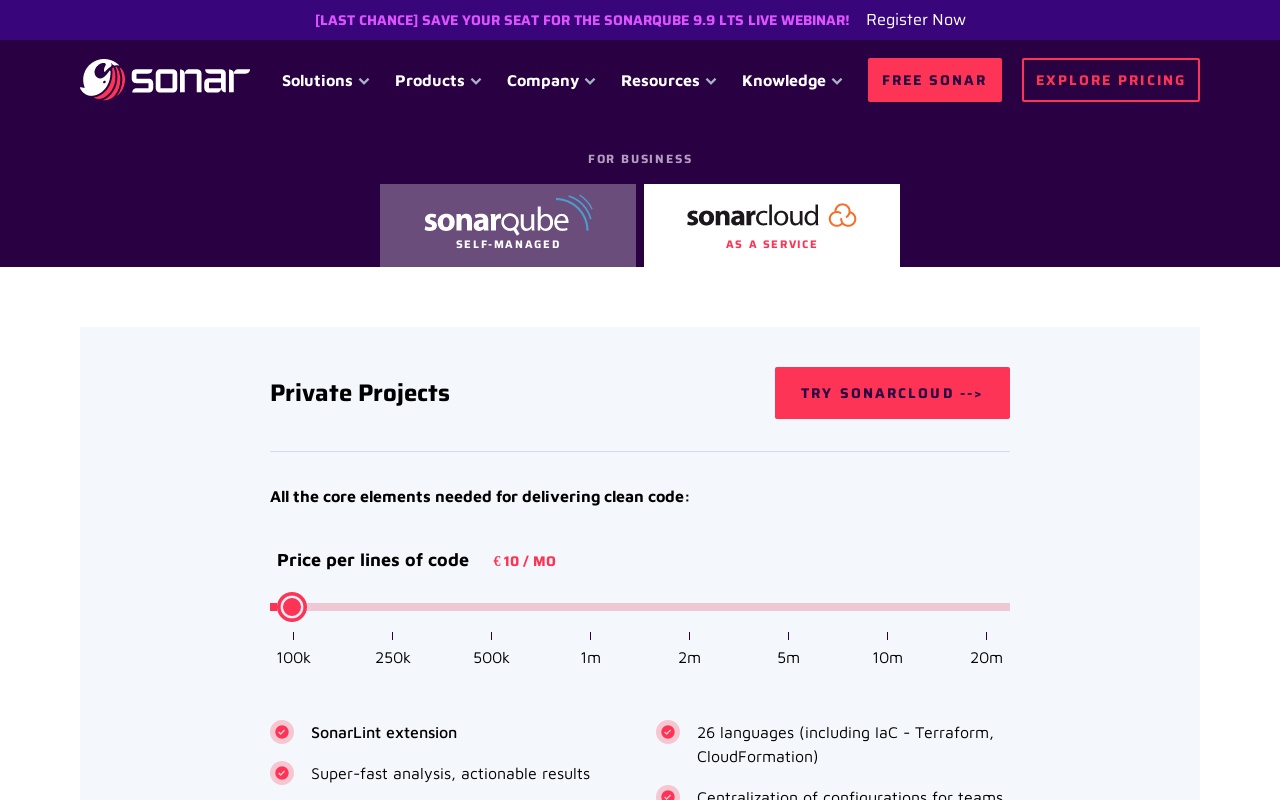 [LAST CHANCE] SAVE YOUR SEAT FOR THE SONARQUBE 9.9 LTS LIVE WEBINAR! Register Now
sonar Solutions Products Company Resources Knowledge FREE SONAR EXPLORE PRICING
FOR BUSINESS
sonarqube
SELF-MANAGED
sonarcloud
AS A SERVICE
Private Projects
TRY SONARCLOUD -->
All the core elements needed for delivering clean code:
Price per lines of code € 10 / MO
100k 250k 500k 1m 2m 5m 10m 20m
SonarLint extension
Super-fast analysis, actionable results
26 languages (including IaC - Terraform,
CloudFormation)
Centralization of configurations for teams